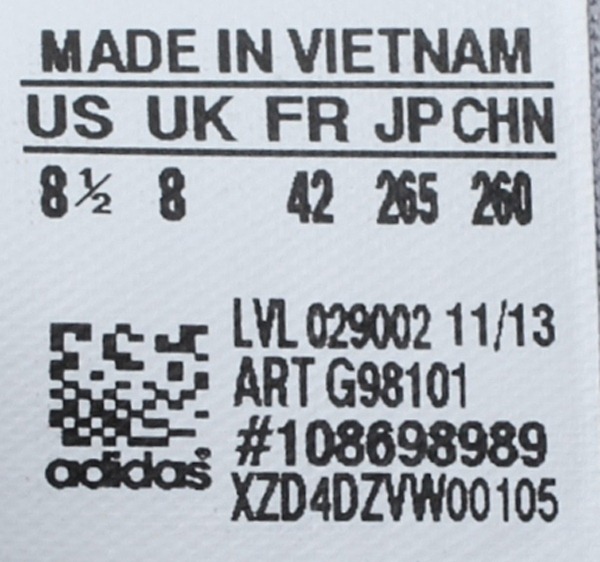 MADE IN VIETNAM
US UK FR JP CHN
8½ 8 42 265 260
LVL 029002 11/13
ART G98101
#108698989
adidas
XZD4DZVW00105